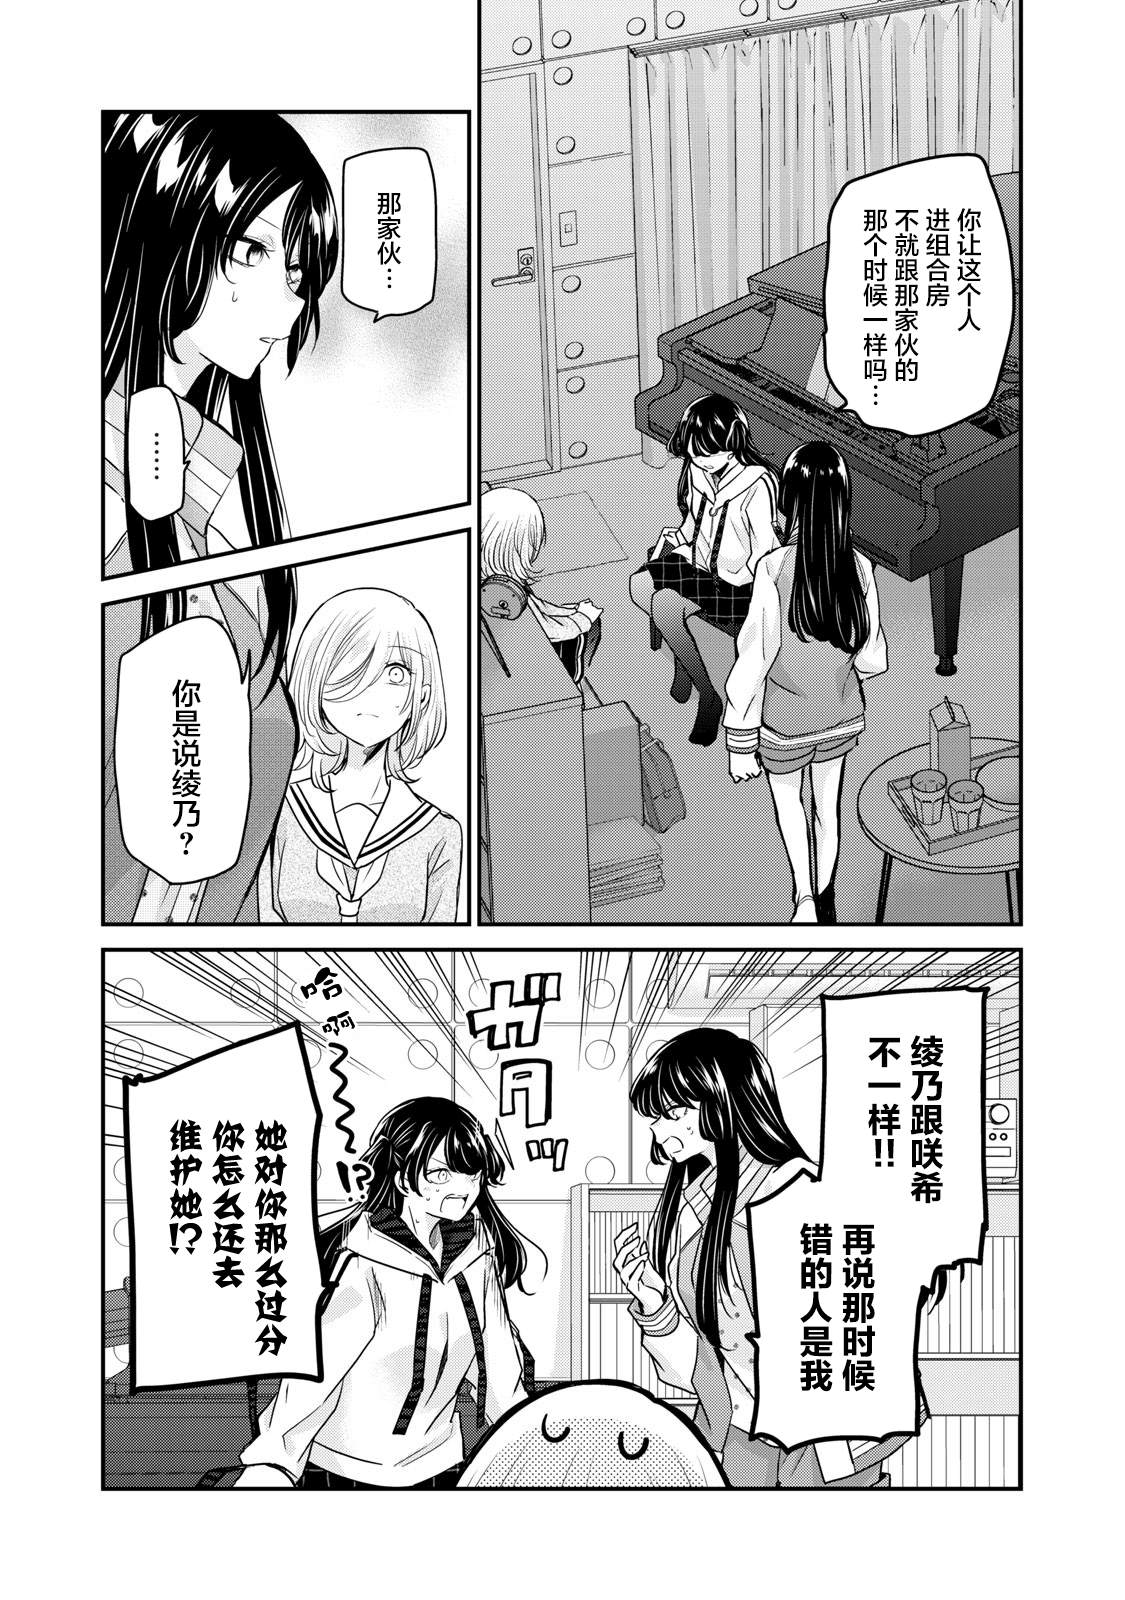 你让这个人
进组合房
不就跟那家伙的
那个时候一样吗…
那家伙…
……
你是说绫乃?
绫乃跟咲希
不一样!!
再说那时候
错的人是我
ガタッ
哈
啊
!?
她对你那么过分
你怎么还去
维护她!?